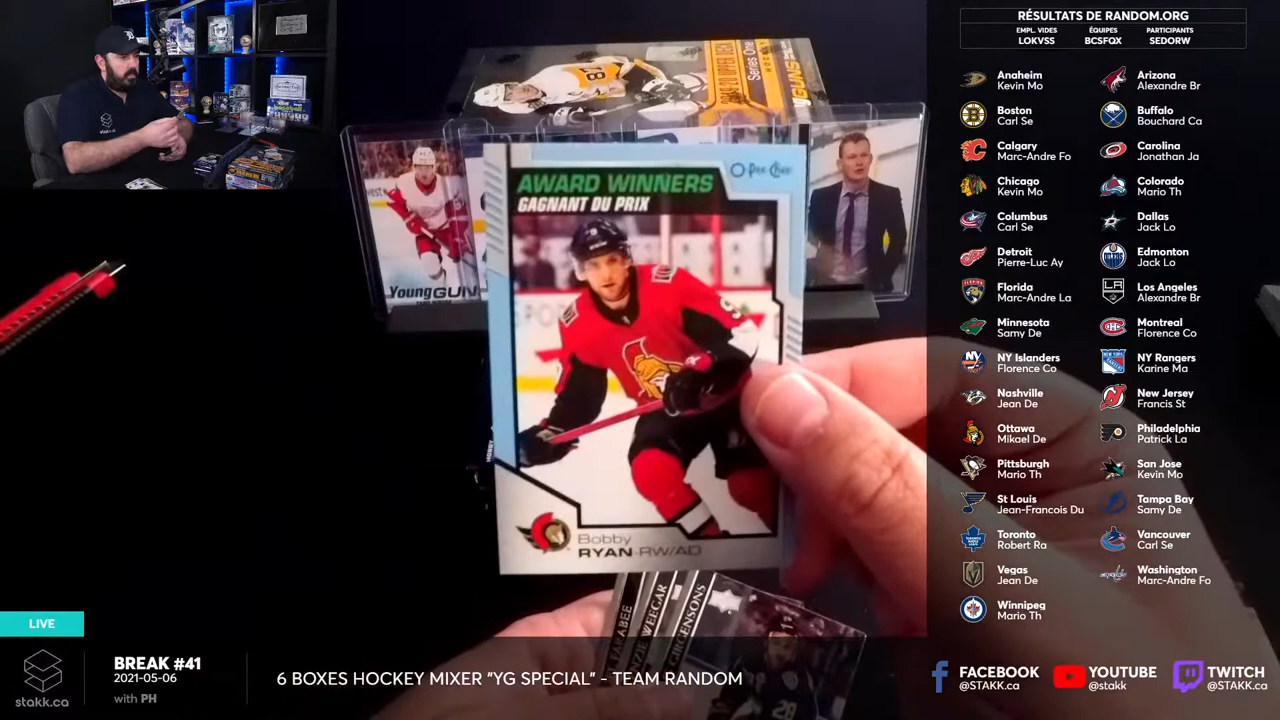 RÉSULTATS DE RANDOM.ORG
EMPL. VIDES
LOKVSS
ÉQUIPES
BCSFQX
PARTICIPANTS
SEDORW
Anaheim
Kevin Mo
Arizona
Alexandre Br
Boston
Carl Se
Buffalo
Bouchard Ca
Calgary
Marc-Andre Fo
Carolina
Jonathan Ja
Chicago
Kevin Mo
Colorado
Mario Th
Columbus
Carl Se
Dallas
Jack Lo
Detroit
Pierre-Luc Ay
Edmonton
Jack Lo
Florida
Marc-Andre La
Los Angeles
Alexandre Br
Minnesota
Samy De
Montreal
Florence Co
NY Islanders
Florence Co
NY Rangers
Karine Ma
Nashville
Jean De
New Jersey
Francis St
Ottawa
Mikael De
Philadelphia
Patrick La
Pittsburgh
Mario Th
San Jose
Kevin Mo
St Louis
Jean-Francois Du
Tampa Bay
Samy De
Toronto
Robert Ra
Vancouver
Carl Se
Vegas
Jean De
Washington
Marc-Andre Fo
Winnipeg
Mario Th
Series One
O-Pee-Chee
AWARD WINNERS
GAGNANT DU PRIX
Bobby
RYAN-RW/AD
Young GUNS
WEEGAR
GIRGENSONS
LIVE
stakk.ca
BREAK #41
2021-05-06
with PH
6 BOXES HOCKEY MIXER "YG SPECIAL" - TEAM RANDOM
FACEBOOK
@STAKK.ca
YOUTUBE
@stakk
TWITCH
@STAKK.ca